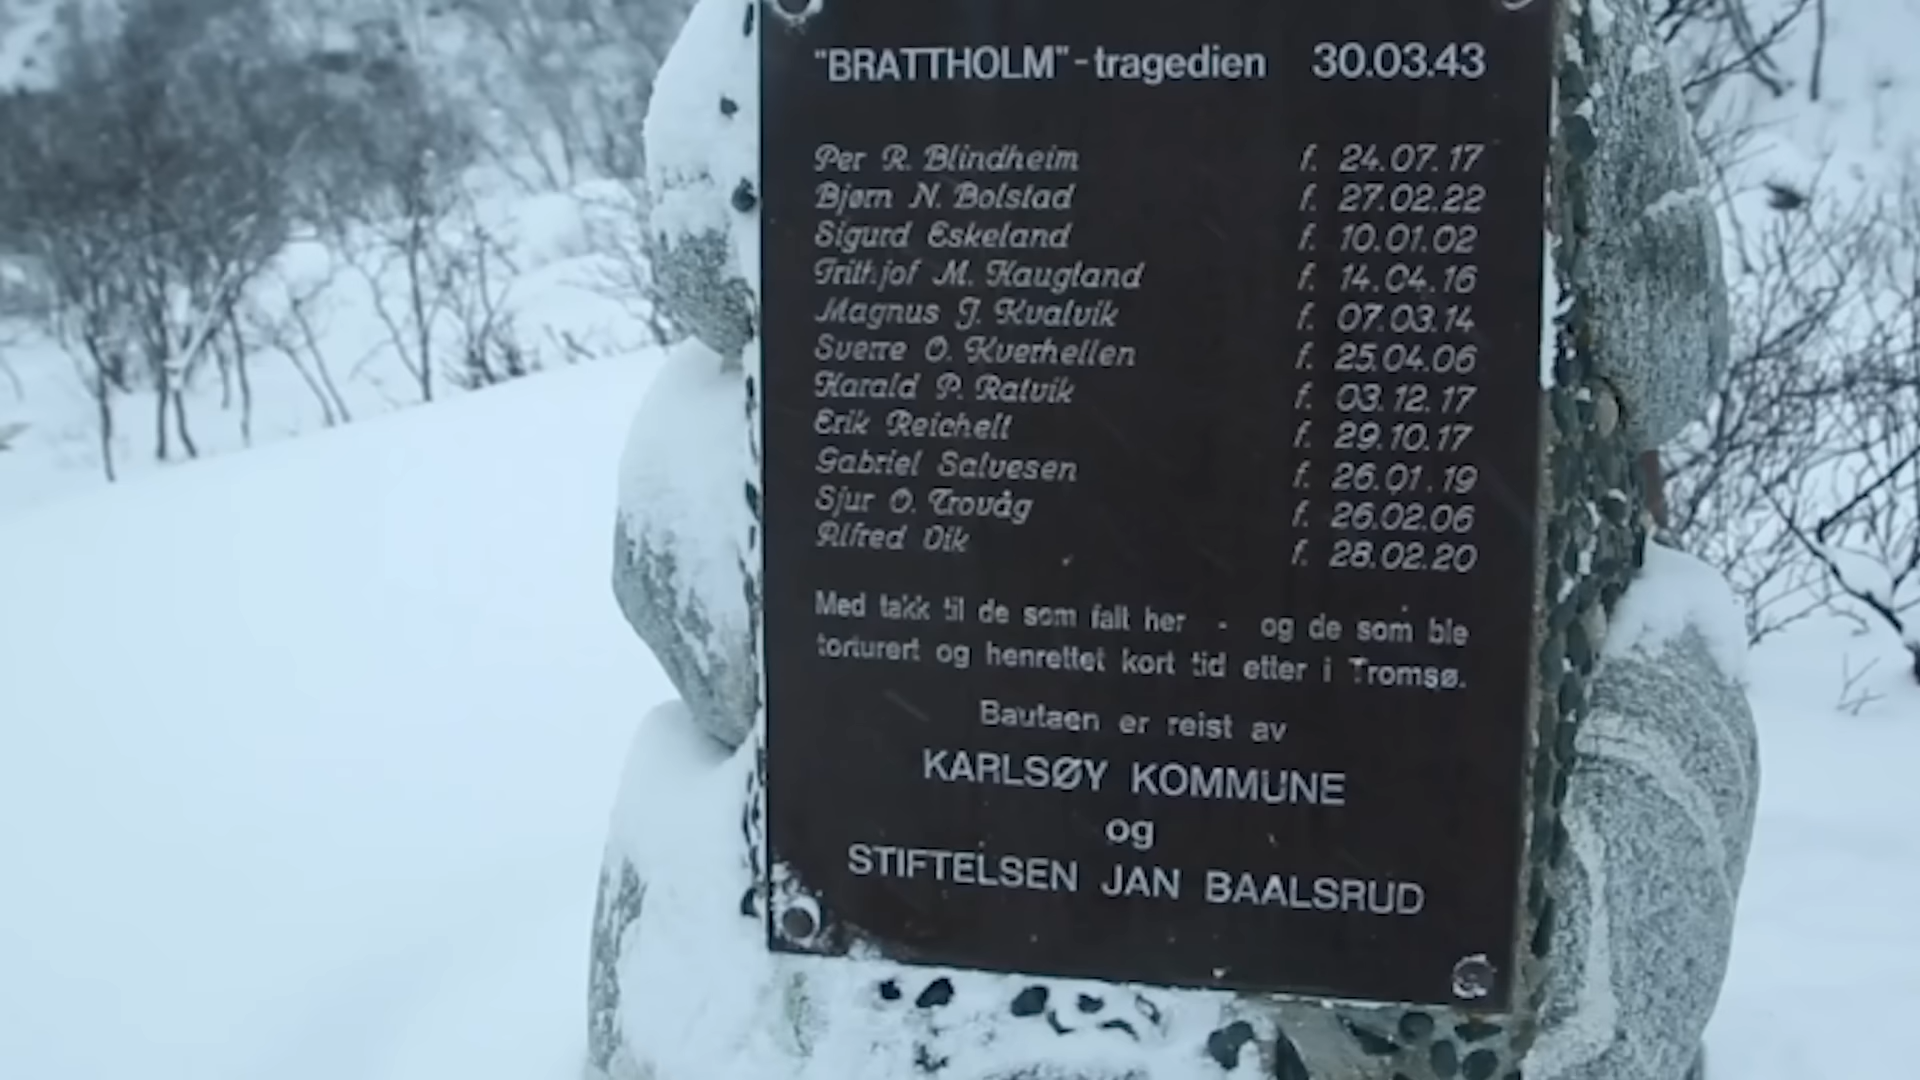 "BRATTHOLM" - tragedien 30.03.43
Per R. Blindheim f. 24.07.17
Bjørn N. Bolstad f. 27.02.22
Sigurd Eskeland f. 10.01.02
Frithjof M. Haugland f. 14.04.16
Magnus J. Kvalvik f. 07.03.14
Sverre O. Kverhellen f. 25.04.06
Harald P. Ratvik f. 03.12.17
Erik Reichelt f. 29.10.17
Gabriel Salvesen f. 26.01.19
Sjur O. Trovåg f. 26.02.06
Alfred Vik f. 28.02.20
Med takk til de som falt her - og de som ble
torturert og henrettet kort tid etter i Tromsø.
Bautaen er reist av
KARLSØY KOMMUNE
og
STIFTELSEN JAN BAALSRUD